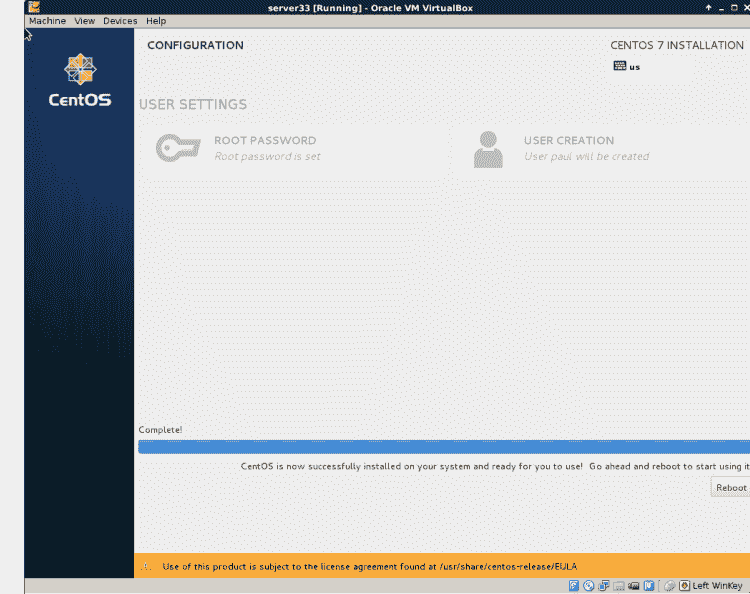 server33 [Running] - Oracle VM VirtualBox
Machine View Devices Help
CONFIGURATION
CENTOS 7 INSTALLATION
us
CentOS
USER SETTINGS
ROOT PASSWORD
Root password is set
USER CREATION
User paul will be created
Complete!
CentOS is now successfully installed on your system and ready for you to use! Go ahead and reboot to start using it
Reboot
Use of this product is subject to the license agreement found at /usr/share/centos-release/EULA
Left WinKey